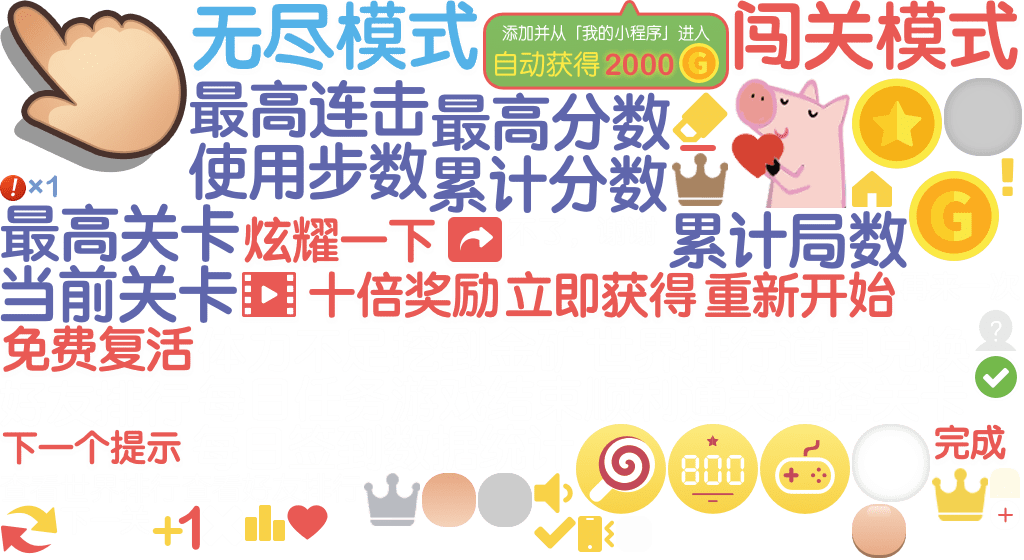 无尽模式
添加并从「我的小程序」进入
自动获得 2000 G
闯关模式
最高连击
最高分数
使用步数
累计分数
! ×1
最高关卡
炫耀一下
累计局数
G
当前关卡
十倍奖励
立即获得
重新开始
免费复活
?
下一个提示
800
完成
+1
+